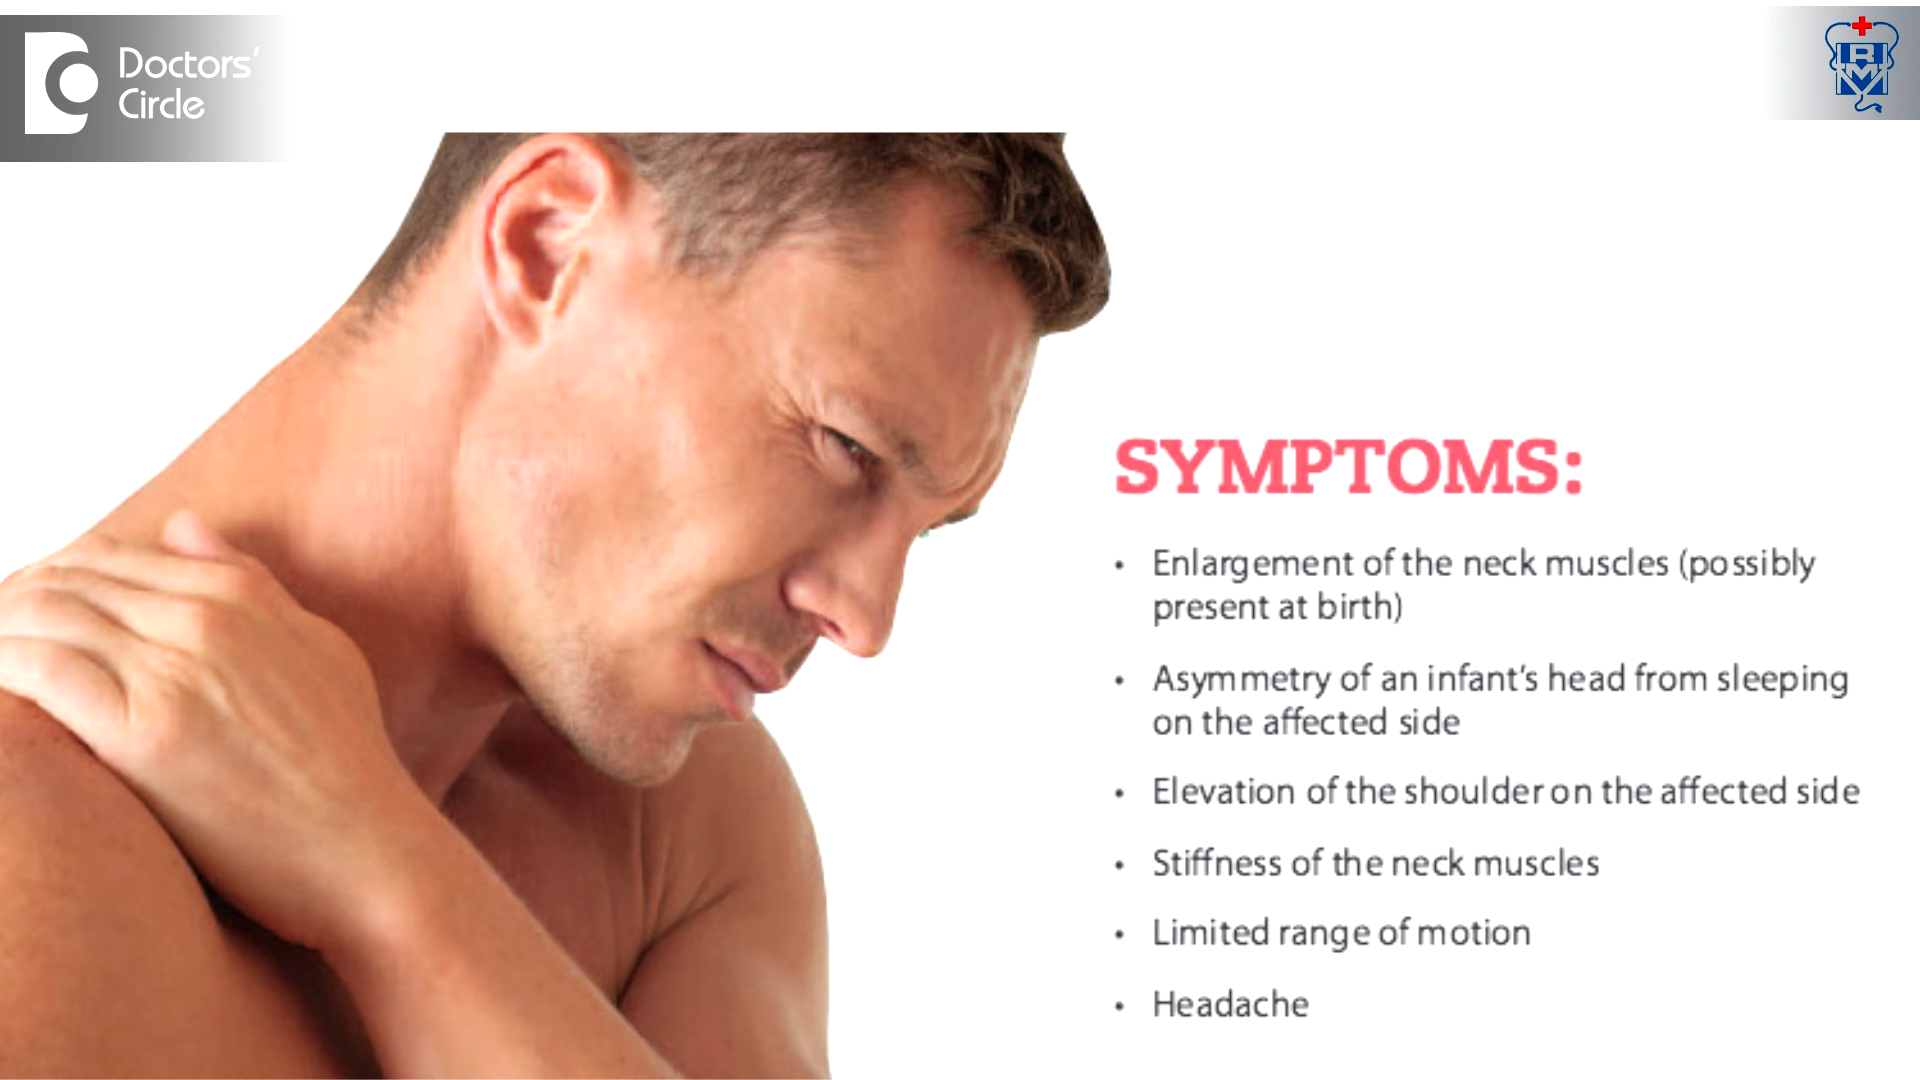 Doctors'
Circle
RMV
SYMPTOMS:
• Enlargement of the neck muscles (possibly
present at birth)
• Asymmetry of an infant's head from sleeping
on the affected side
• Elevation of the shoulder on the affected side
• Stiffness of the neck muscles
• Limited range of motion
• Headache